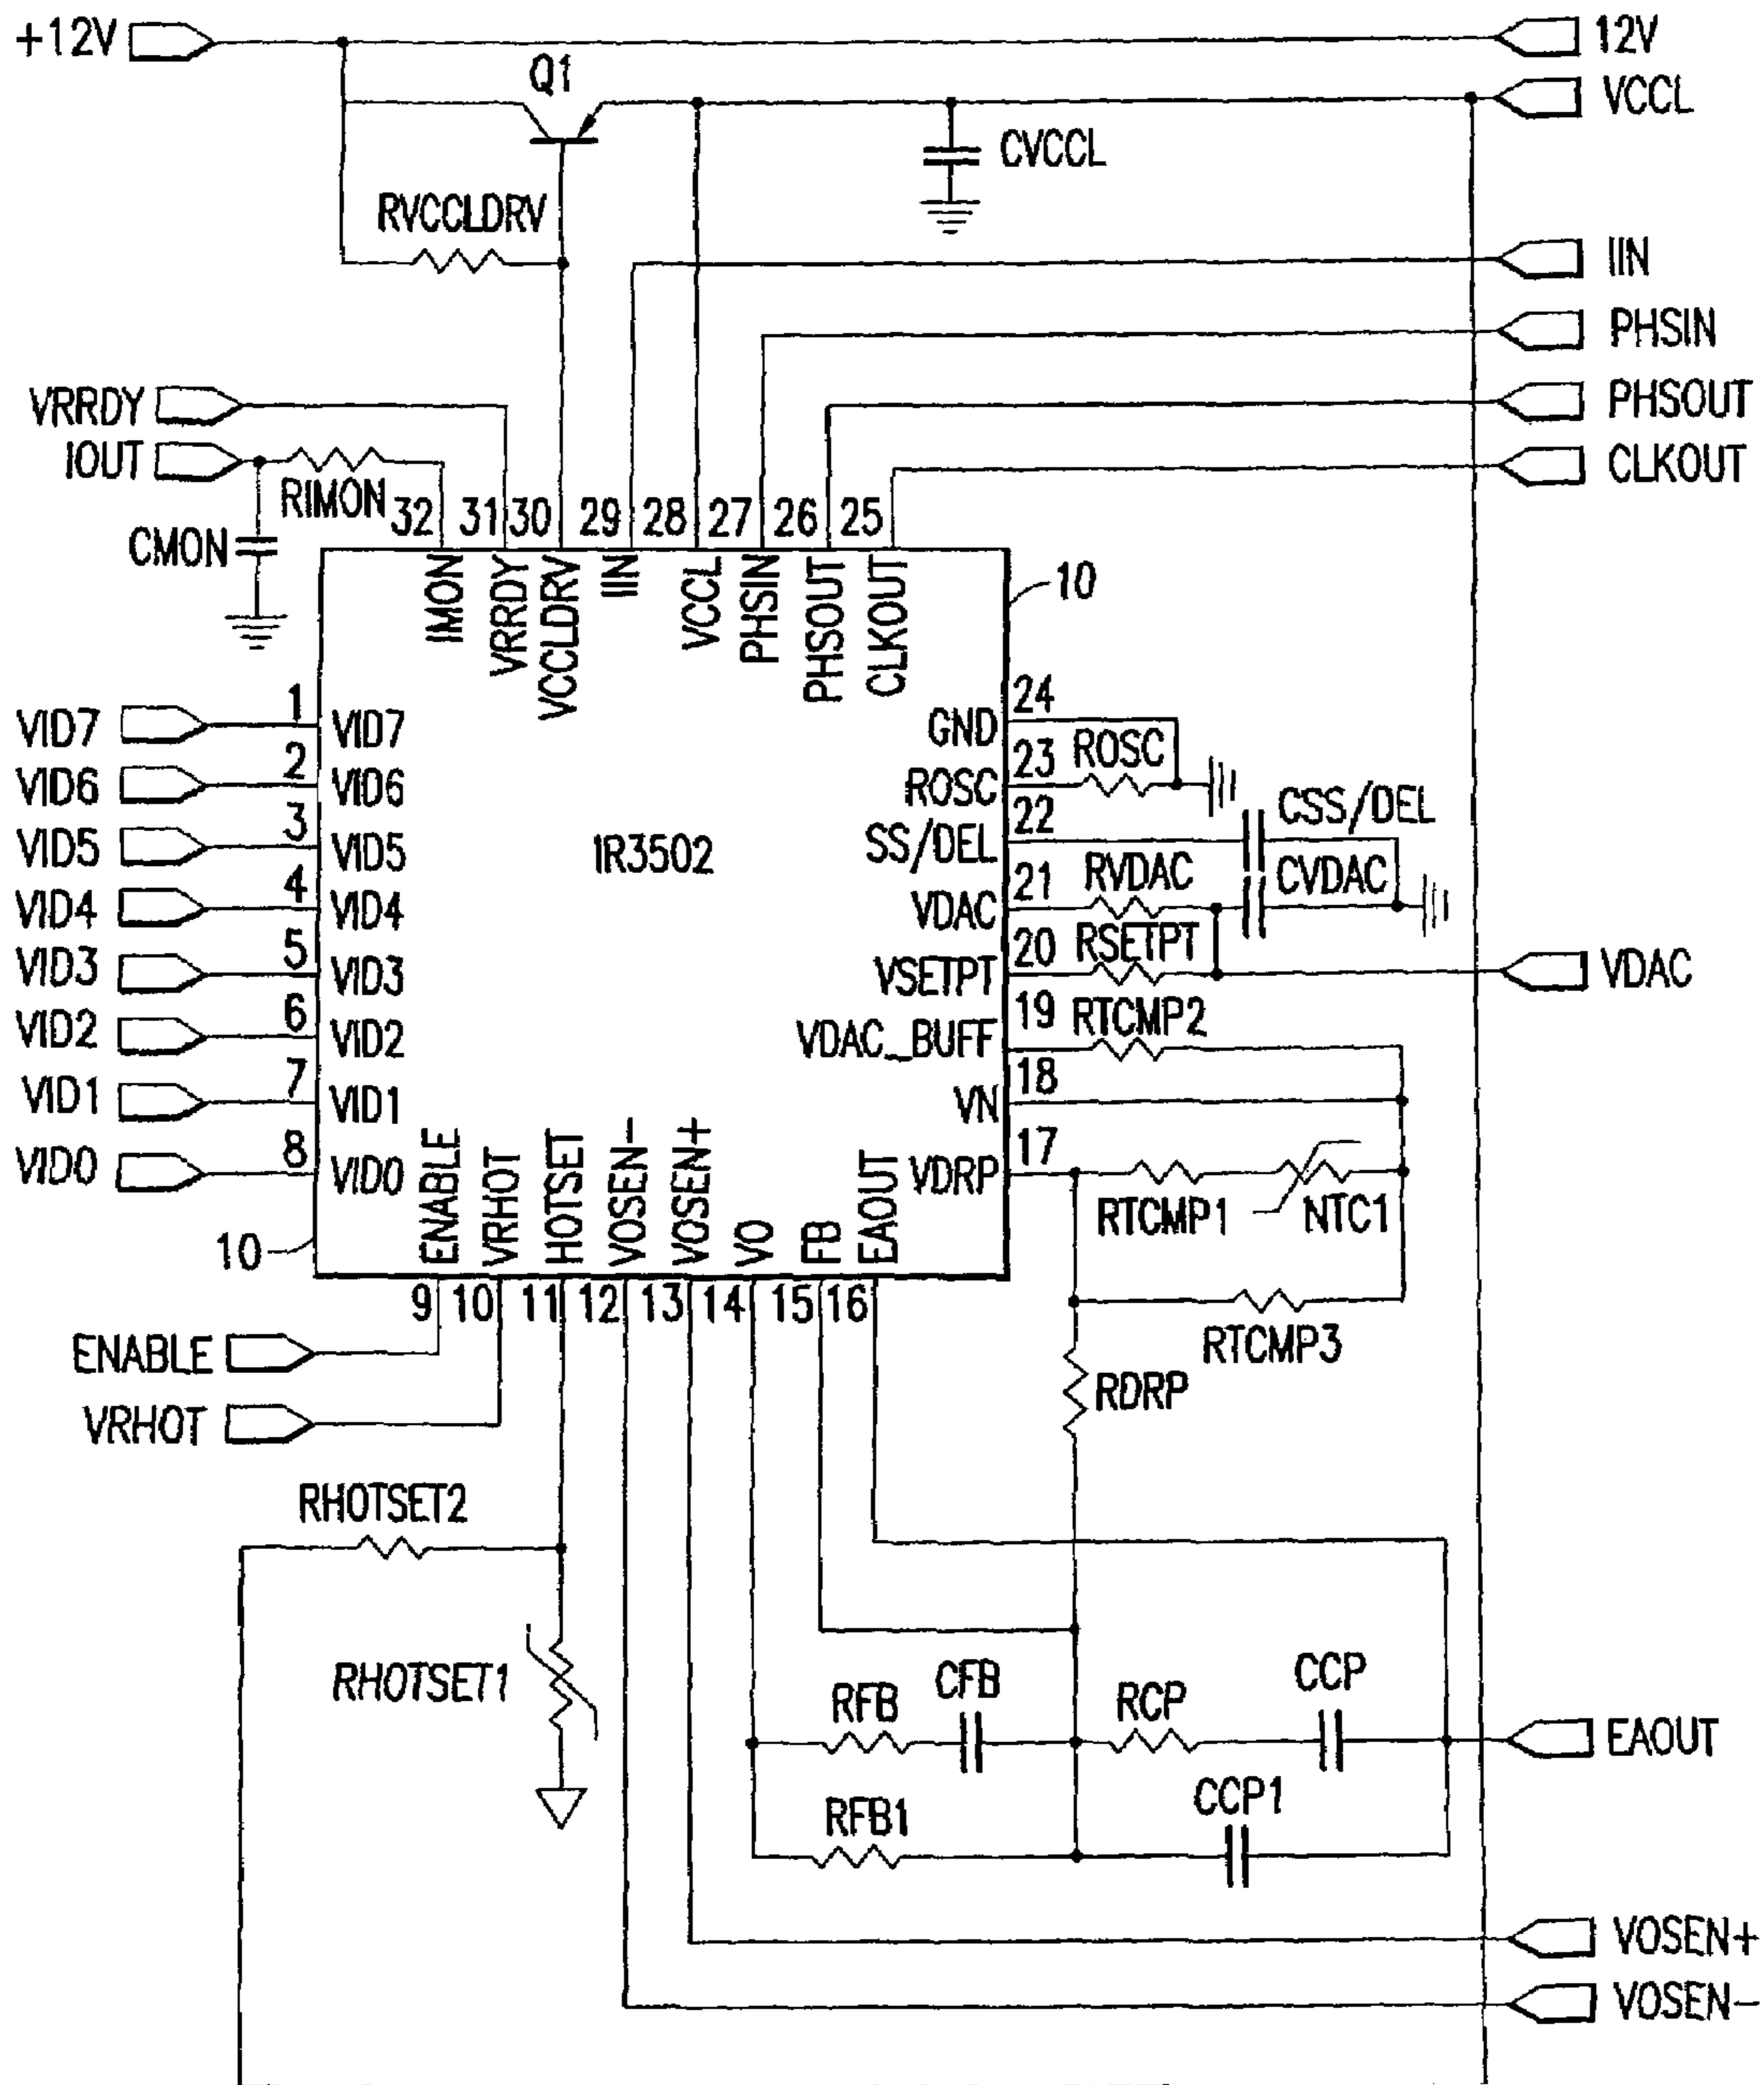 +12V
12V
Q1
VCCL
CVCCL
RVCCLDRV
IIN
PHSIN
VRRDY
PHSOUT
IOUT
CLKOUT
RIMON
32 31 30 29 28 27 26 25
CMON
IMON
VRRDY
VCCLDRV
IIN
VCCL
PHSIN
PHSOUT
CLKOUT
10
VID7 1 VID7
VID6 2 VID6
VID5 3 VID5
VID4 4 VID4
VID3 5 VID3
VID2 6 VID2
VID1 7 VID1
VID0 8 VID0
IR3502
GND 24
ROSC 23 ROSC
SS/DEL 22 CSS/DEL
VDAC 21 RVDAC CVDAC
VSETPT 20 RSETPT VDAC
VDAC_BUFF 19 RTCMP2
VN 18
VDRP 17
RTCMP1 NTC1
10
ENABLE
VRHOT
HOTSET
VOSEN-
VOSEN+
VO
FB
EAOUT
9 10 11 12 13 14 15 16
ENABLE
RTCMP3
RDRP
VRHOT
RHOTSET2
RHOTSET1
RFB CFB RCP CCP
EAOUT
RFB1 CCP1
VOSEN+
VOSEN-